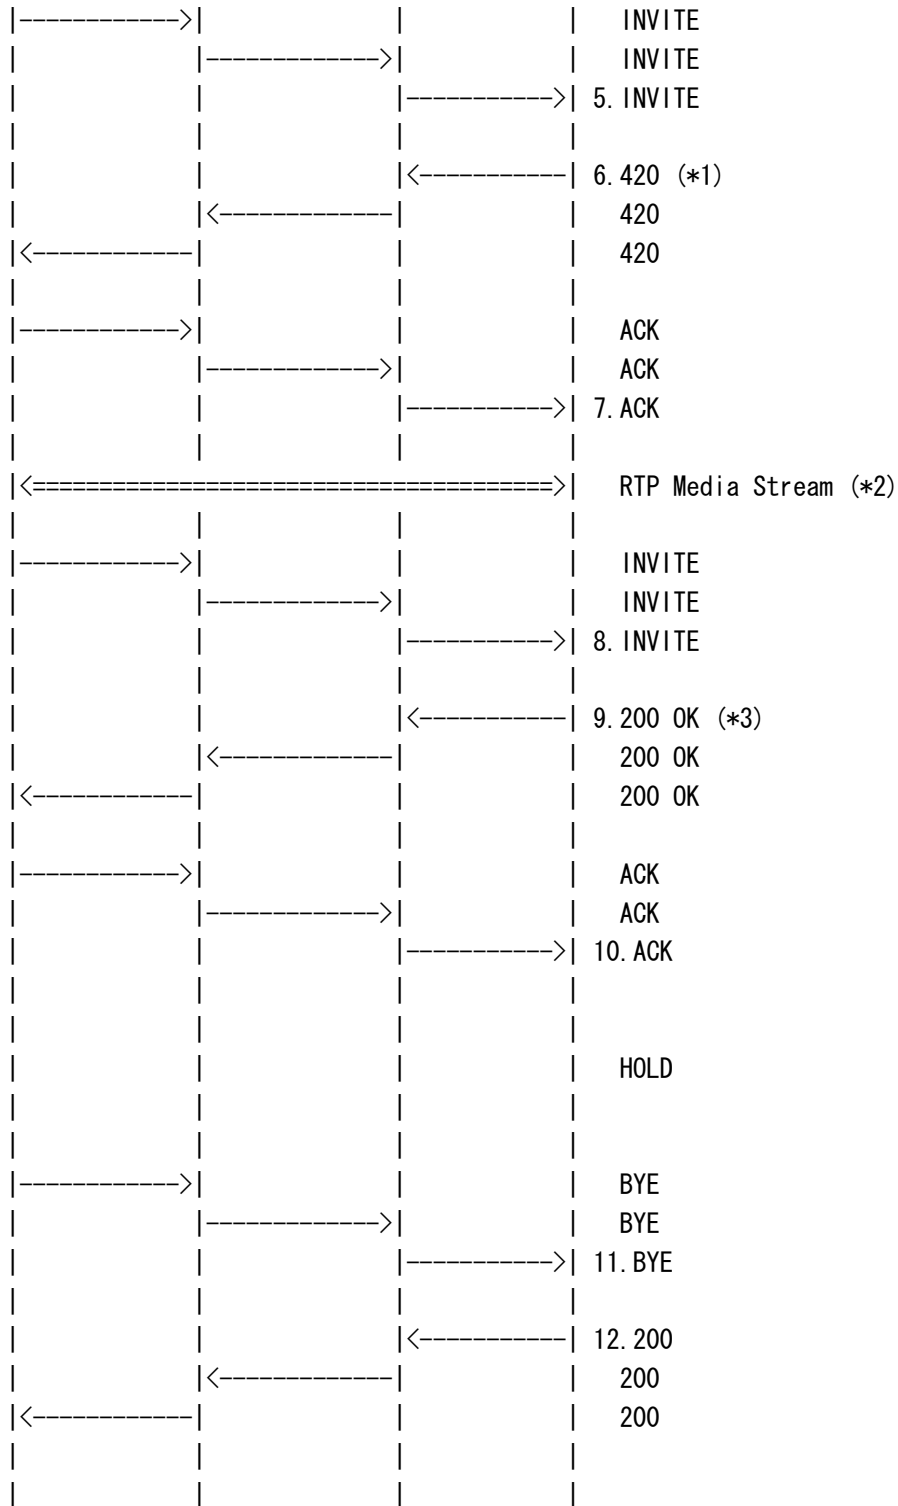 |------------>|              |            |   INVITE
|             |------------->|            |   INVITE
|             |              |----------->| 5.INVITE
|             |              |            |
|             |              |<-----------| 6.420 (*1)
|             |<-------------|            |   420
|<------------|              |            |   420
|             |              |            |
|------------>|              |            |   ACK
|             |------------->|            |   ACK
|             |              |----------->| 7.ACK
|             |              |            |
|<=======================================>|   RTP Media Stream (*2)
|             |              |            |
|------------>|              |            |   INVITE
|             |------------->|            |   INVITE
|             |              |----------->| 8.INVITE
|             |              |            |
|             |              |<-----------| 9.200 OK (*3)
|             |<-------------|            |   200 OK
|<------------|              |            |   200 OK
|             |              |            |
|------------>|              |            |   ACK
|             |------------->|            |   ACK
|             |              |----------->| 10.ACK
|             |              |            |
|             |              |            |
|             |              |            |   HOLD
|             |              |            |
|             |              |            |
|------------>|              |            |   BYE
|             |------------->|            |   BYE
|             |              |----------->| 11.BYE
|             |              |            |
|             |              |<-----------| 12.200
|             |<-------------|            |   200
|<------------|              |            |   200
|             |              |            |
|             |              |            |